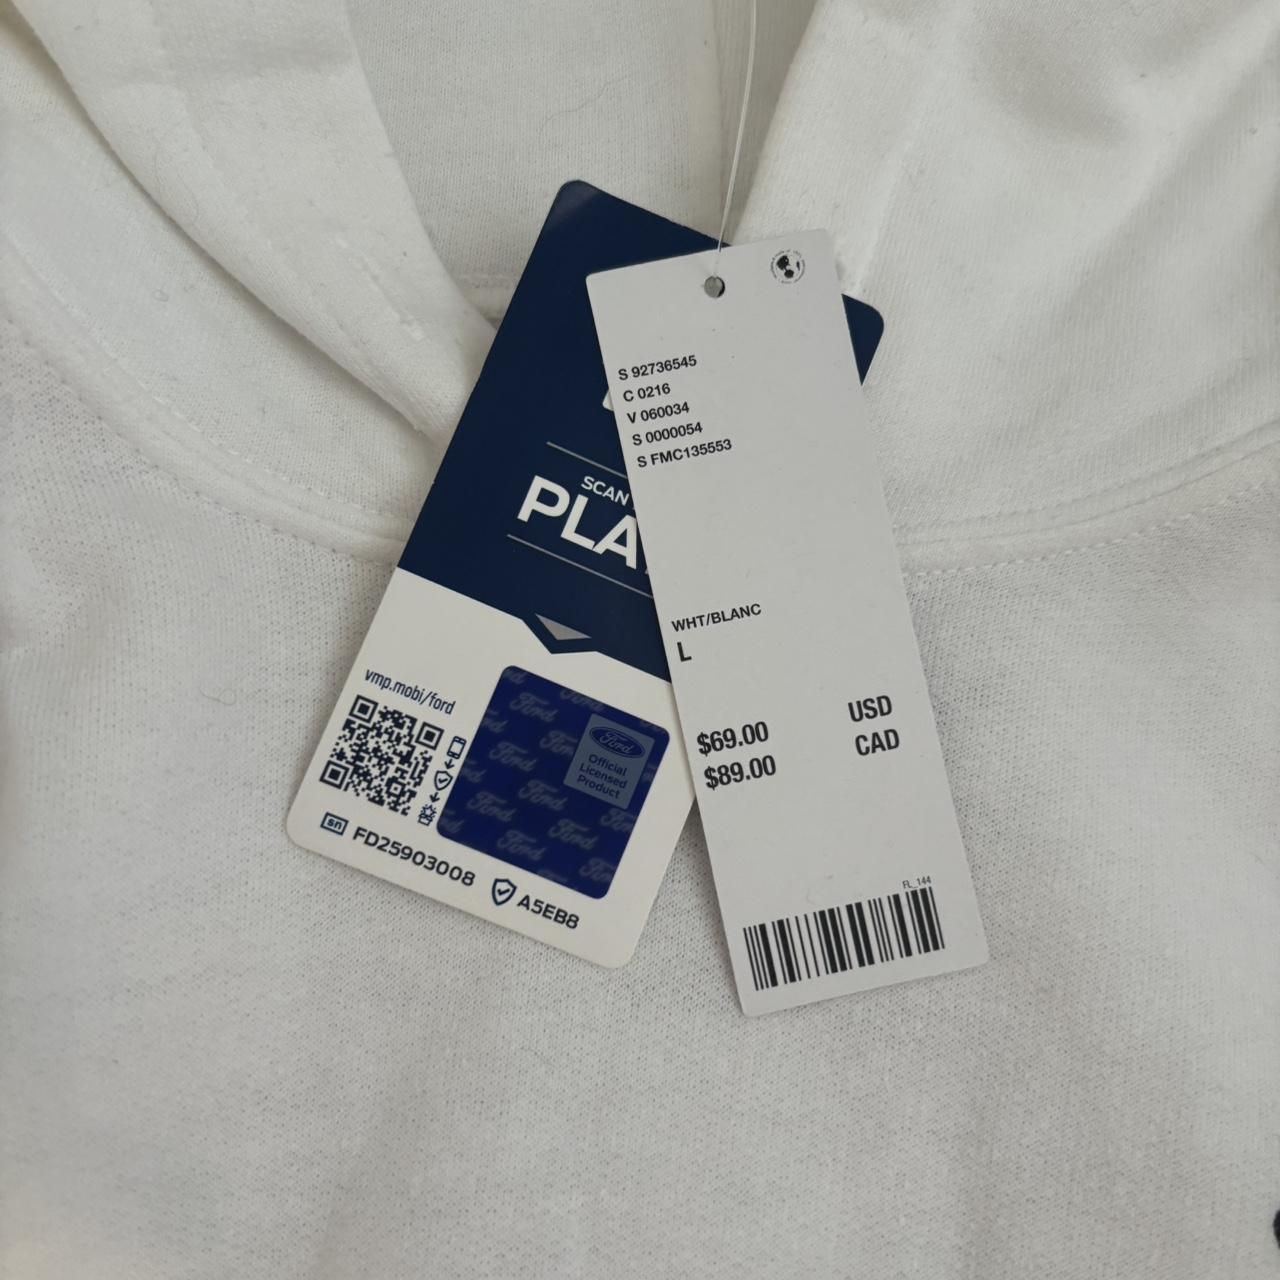 S 92736545
C 0216
V 060034
S 0000054
S FMC135553
WHT/BLANC
L
$69.00 USD
$89.00 CAD
FL_144
SCAN
PLA
vmp.mobi/ford
Ford
Official
Licensed
Product
sn FD25903008
A5EB8